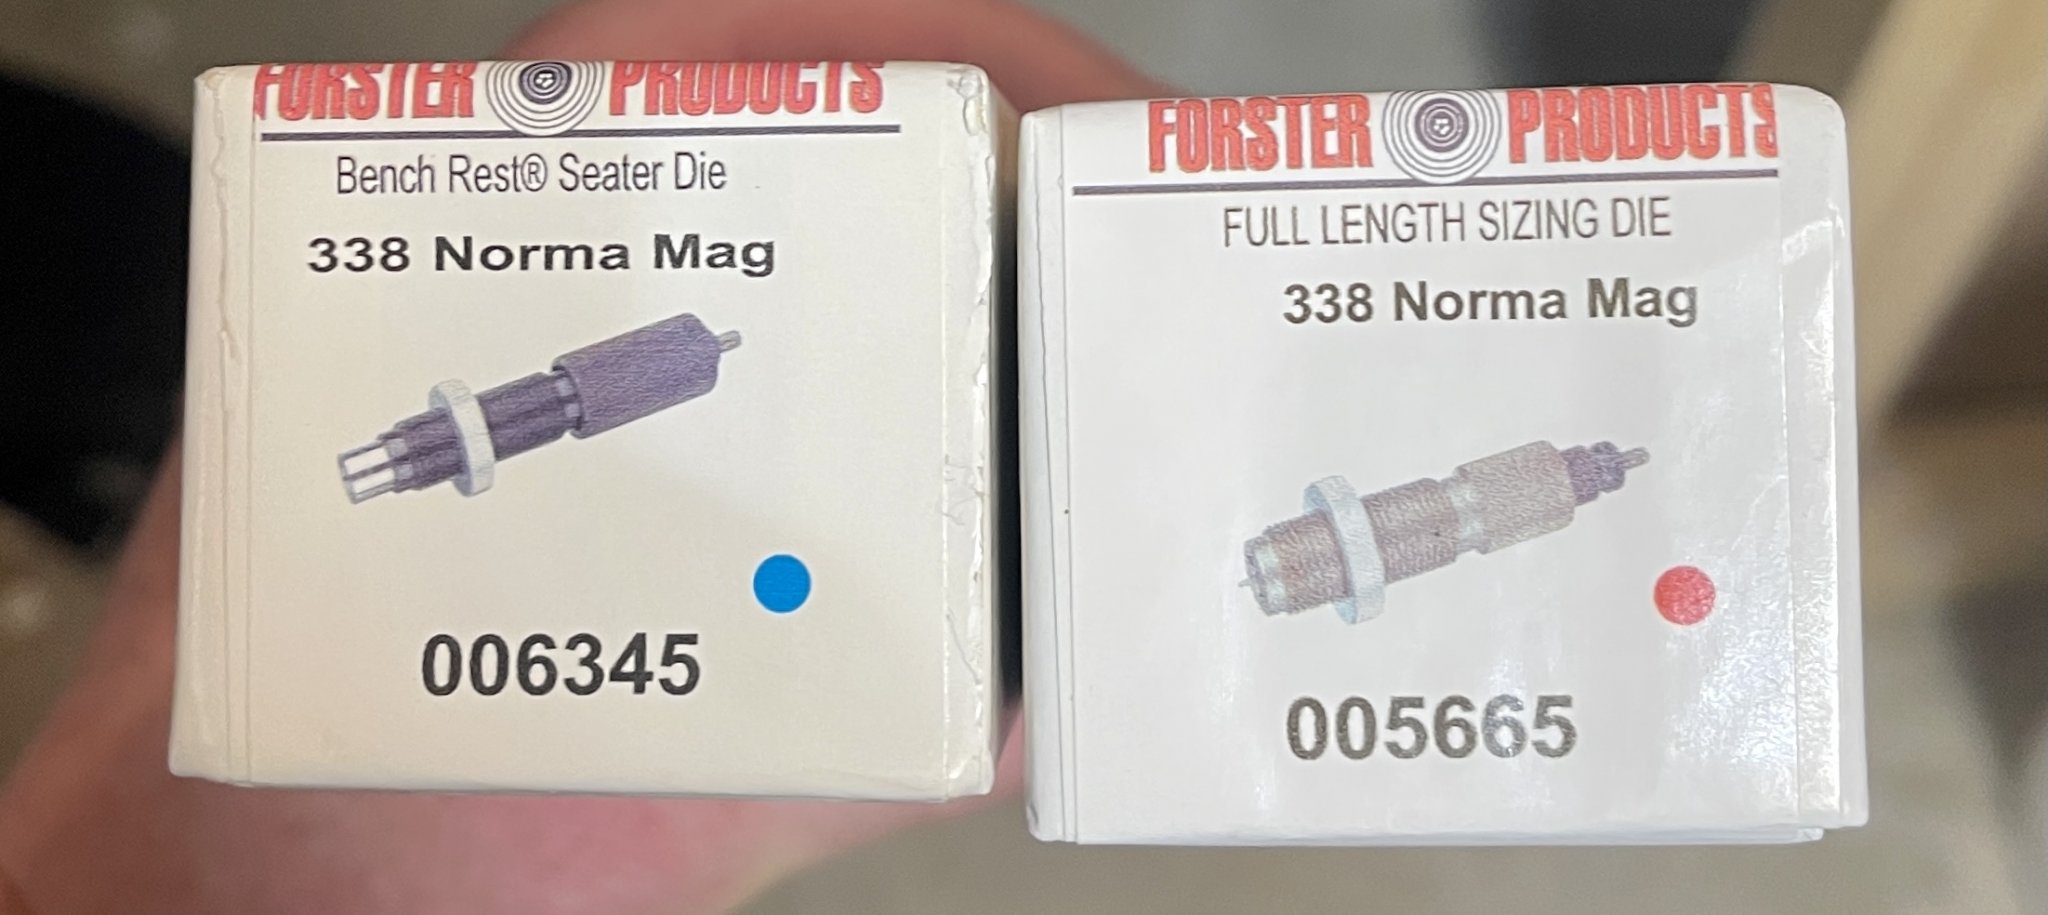 FORSTER PRODUCTS
Bench Rest® Seater Die
338 Norma Mag
006345
FORSTER PRODUCTS
FULL LENGTH SIZING DIE
338 Norma Mag
005665